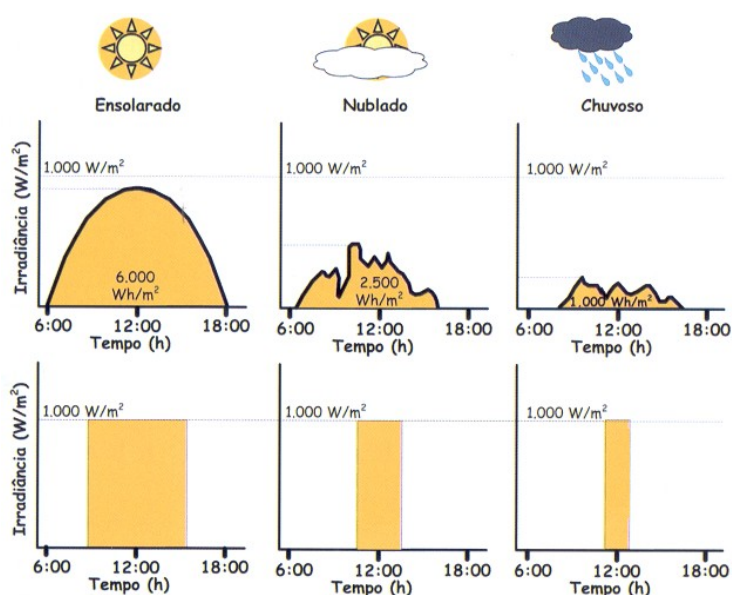 Ensolarado
Nublado
Chuvoso
Irradiância (W/m²)
1.000 W/m²
6.000
Wh/m²
6:00
12:00
18:00
Tempo (h)
1.000 W/m²
2.500
Wh/m²
6:00
12:00
18:00
Tempo (h)
1.000 W/m²
1.000 Wh/m²
6:00
12:00
18:00
Tempo (h)
Irradiância (W/m²)
1.000 W/m²
6:00
12:00
18:00
Tempo (h)
1.000 W/m²
6:00
12:00
18:00
Tempo (h)
1.000 W/m²
6:00
12:00
18:00
Tempo (h)